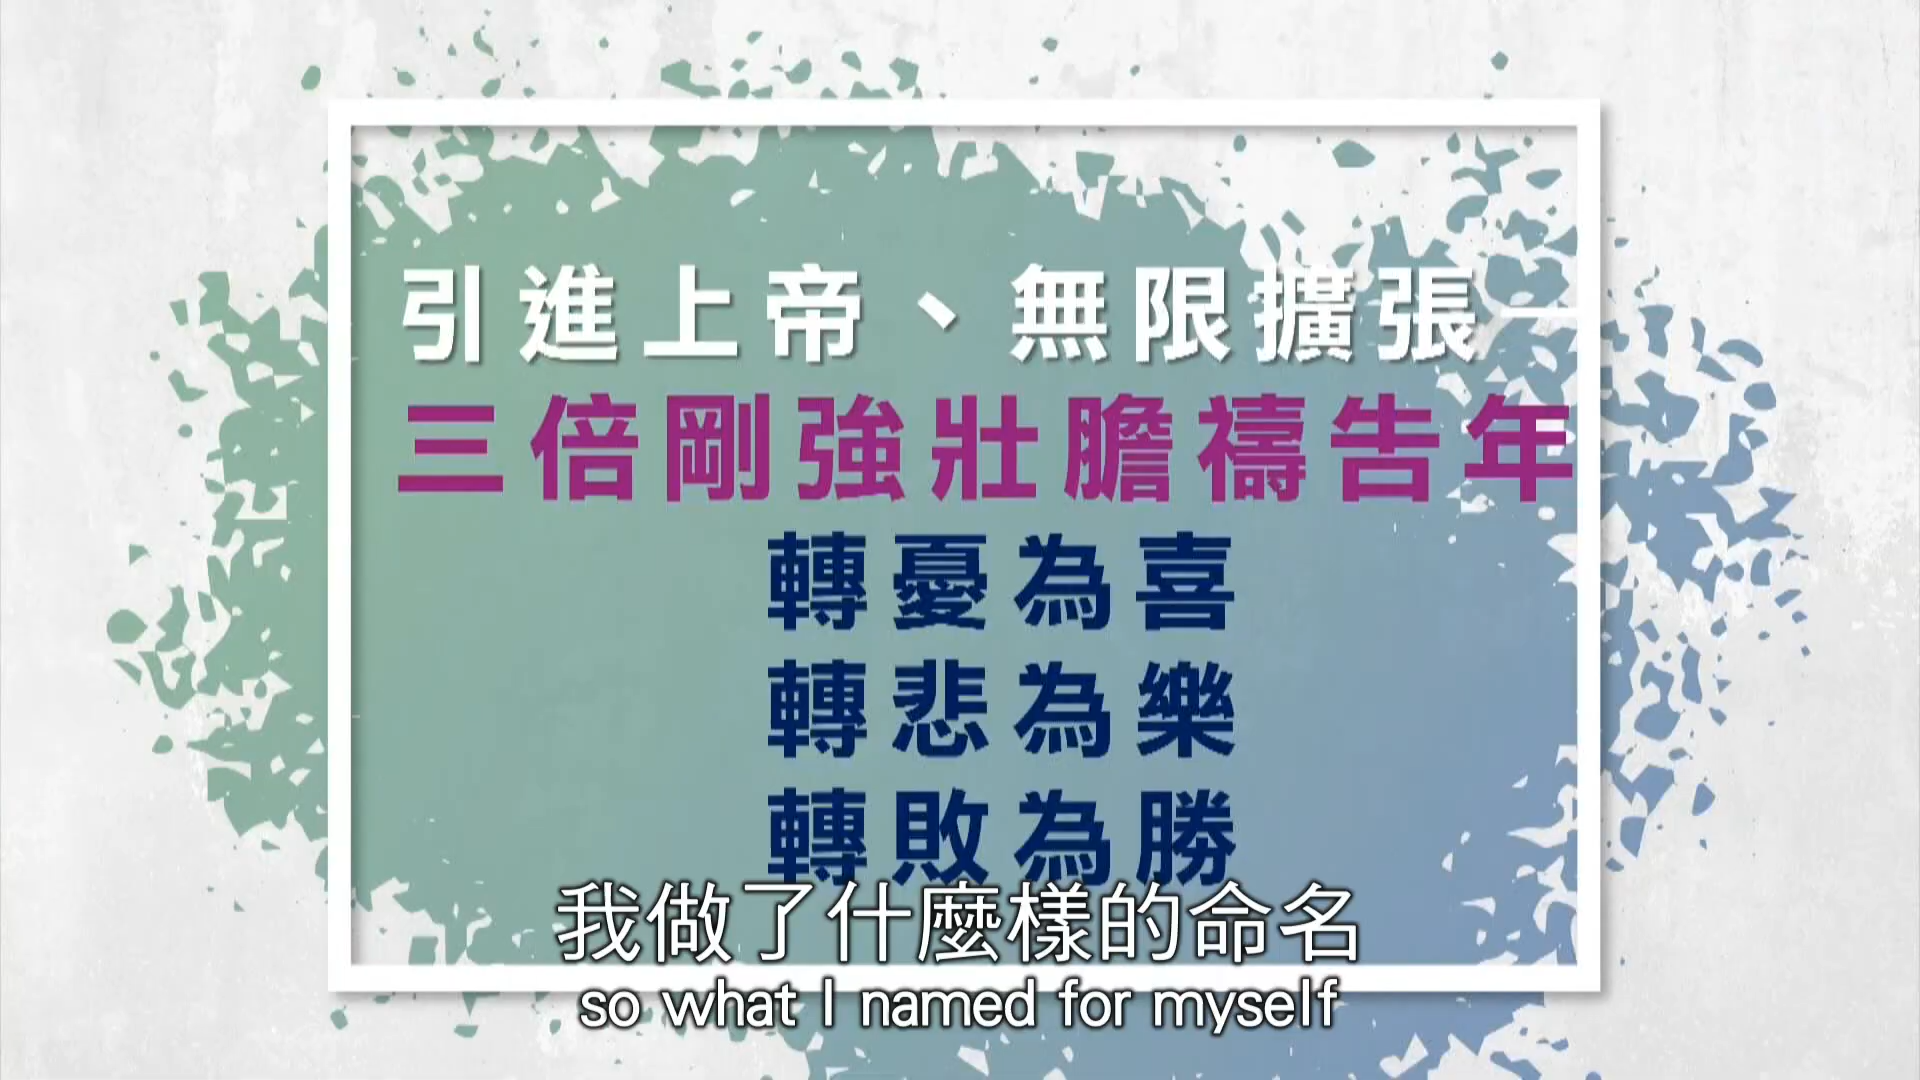 引進上帝、無限擴張一
三倍剛強壯膽禱告年
轉憂為喜
轉悲為樂
轉敗為勝
我做了什麼樣的命名
so what I named for myself